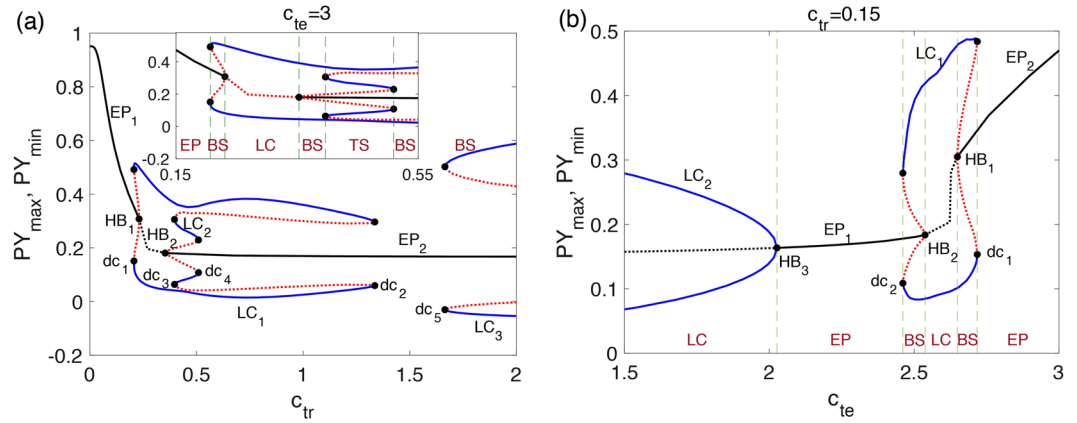 (a)
c_te=3
PY_max, PY_min
1
0.8
0.6
0.4
0.2
0
-0.2
0
0.5
1
1.5
2
c_tr
EP_1
HB_1
HB_2
dc_1
dc_3
dc_4
LC_2
LC_1
EP_2
dc_2
dc_5
LC_3
BS
0.4
0.2
0
-0.2
EP BS LC BS TS BS
0.15
0.55
(b)
c_tr=0.15
PY_max, PY_min
0.5
0.4
0.3
0.2
0.1
0
1.5
2
2.5
3
c_te
LC_2
HB_3
EP_1
LC_1
EP_2
HB_1
HB_2
dc_1
dc_2
LC EP BS LC BS EP